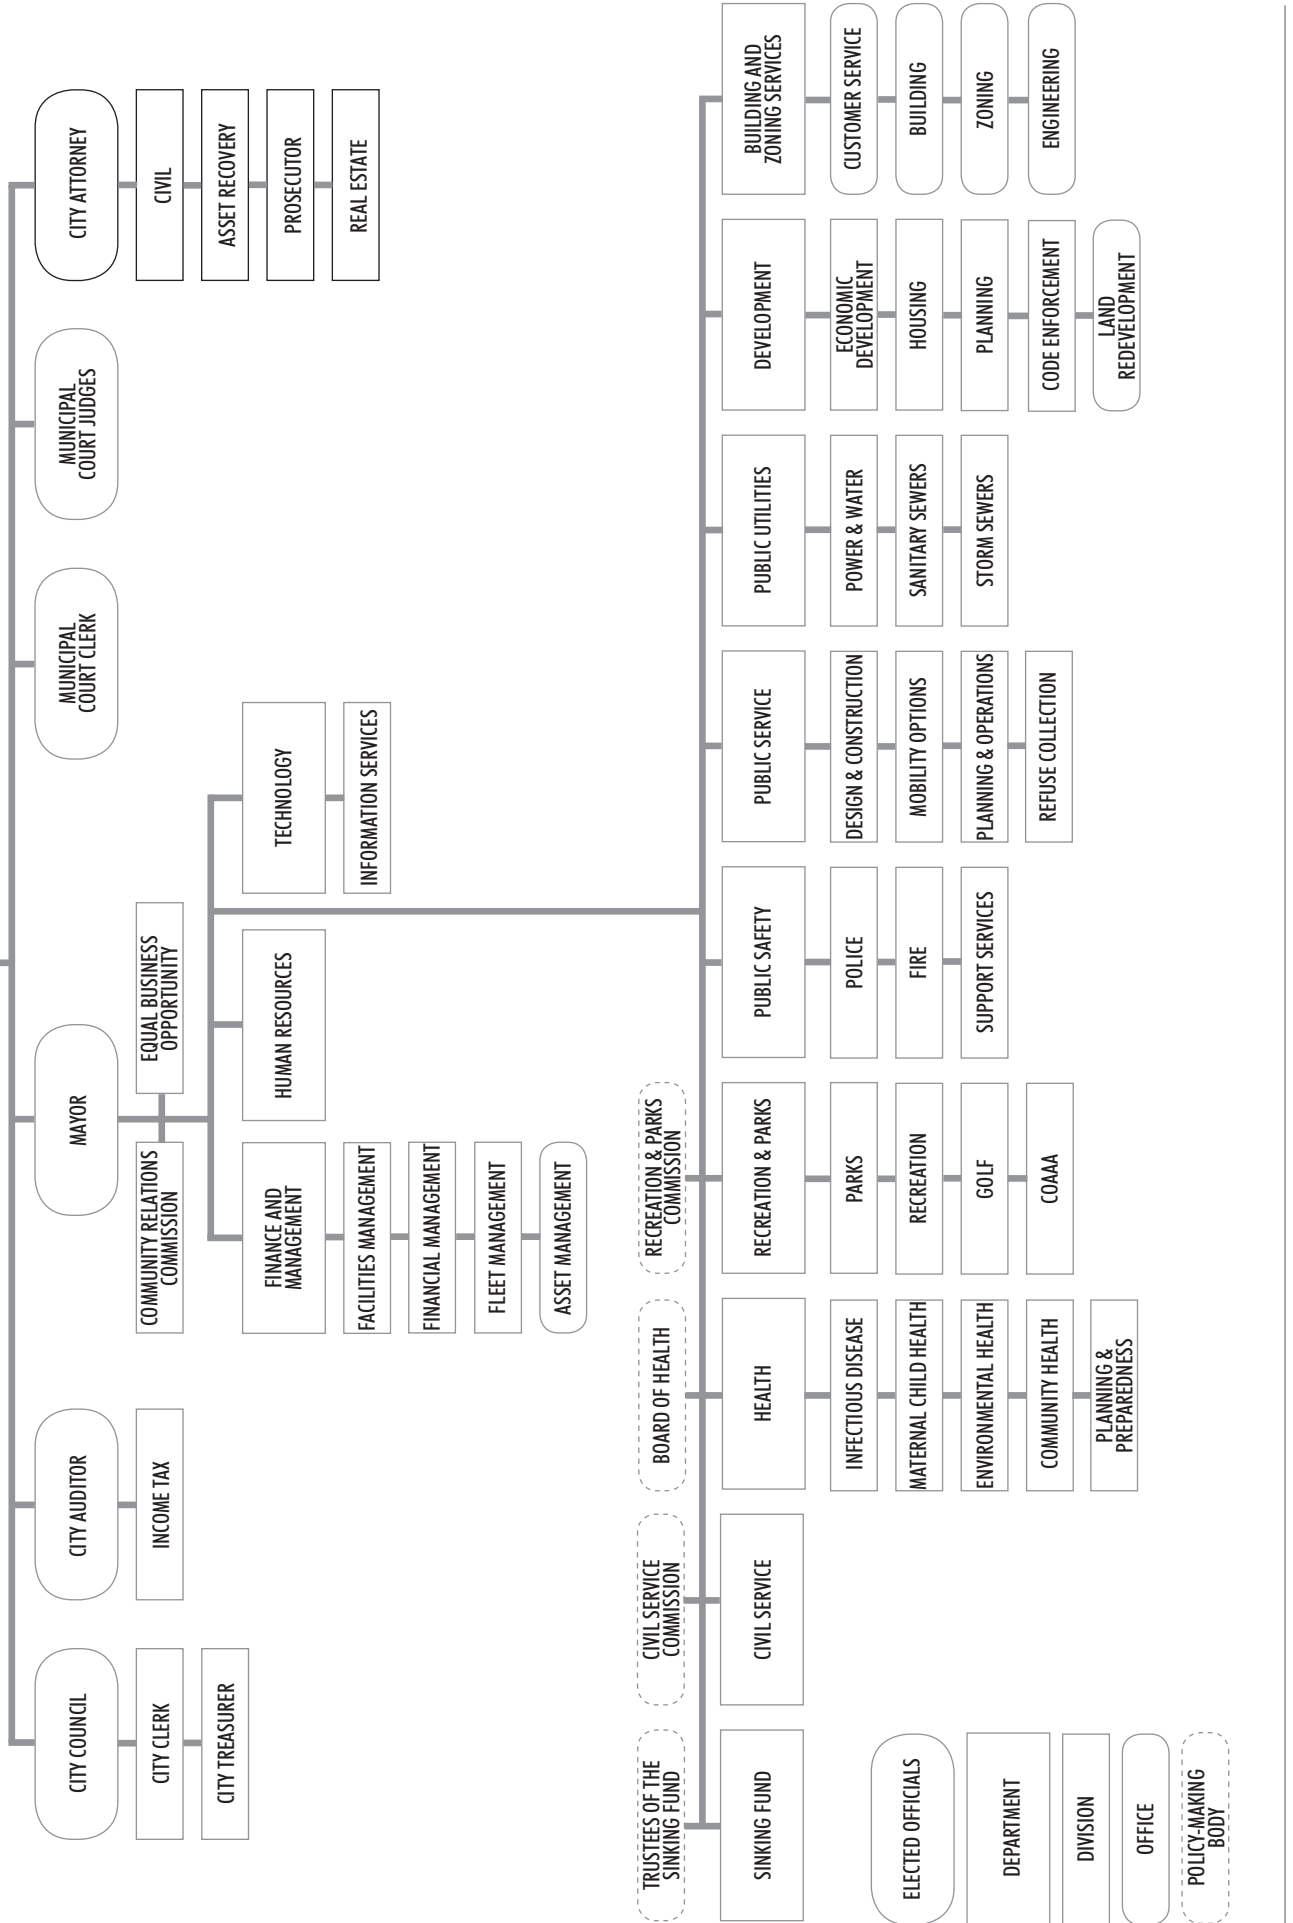 CITY COUNCIL
CITY CLERK
CITY TREASURER
CITY AUDITOR
INCOME TAX
MAYOR
COMMUNITY RELATIONS
COMMISSION
EQUAL BUSINESS
OPPORTUNITY
FINANCE AND
MANAGEMENT
FACILITIES MANAGEMENT
FINANCIAL MANAGEMENT
FLEET MANAGEMENT
ASSET MANAGEMENT
HUMAN RESOURCES
TECHNOLOGY
INFORMATION SERVICES
MUNICIPAL
COURT CLERK
MUNICIPAL
COURT JUDGES
CITY ATTORNEY
CIVIL
ASSET RECOVERY
PROSECUTOR
REAL ESTATE
TRUSTEES OF THE
SINKING FUND
SINKING FUND
CIVIL SERVICE
COMMISSION
CIVIL SERVICE
BOARD OF HEALTH
HEALTH
INFECTIOUS DISEASE
MATERNAL CHILD HEALTH
ENVIRONMENTAL HEALTH
COMMUNITY HEALTH
PLANNING &
PREPAREDNESS
RECREATION & PARKS
COMMISSION
RECREATION & PARKS
PARKS
RECREATION
GOLF
COAAA
PUBLIC SAFETY
POLICE
FIRE
SUPPORT SERVICES
PUBLIC SERVICE
DESIGN & CONSTRUCTION
MOBILITY OPTIONS
PLANNING & OPERATIONS
REFUSE COLLECTION
PUBLIC UTILITIES
POWER & WATER
SANITARY SEWERS
STORM SEWERS
DEVELOPMENT
ECONOMIC
DEVELOPMENT
HOUSING
PLANNING
CODE ENFORCEMENT
LAND
REDEVELOPMENT
BUILDING AND
ZONING SERVICES
CUSTOMER SERVICE
BUILDING
ZONING
ENGINEERING
ELECTED OFFICIALS
DEPARTMENT
DIVISION
OFFICE
POLICY-MAKING
BODY